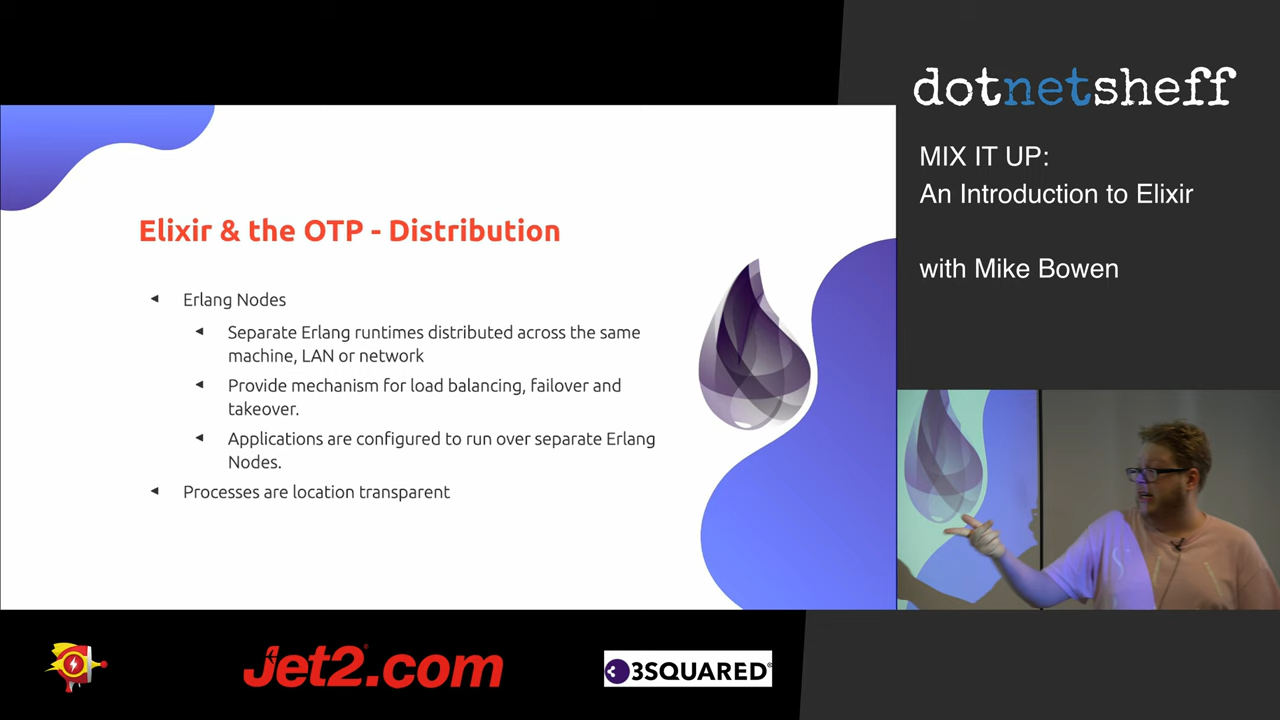 dotnetsheff
MIX IT UP:
An Introduction to Elixir
with Mike Bowen
Elixir & the OTP - Distribution
Erlang Nodes
Separate Erlang runtimes distributed across the same
machine, LAN or network
Provide mechanism for load balancing, failover and
takeover.
Applications are configured to run over separate Erlang
Nodes.
Processes are location transparent
Jet2.com
3SQUARED